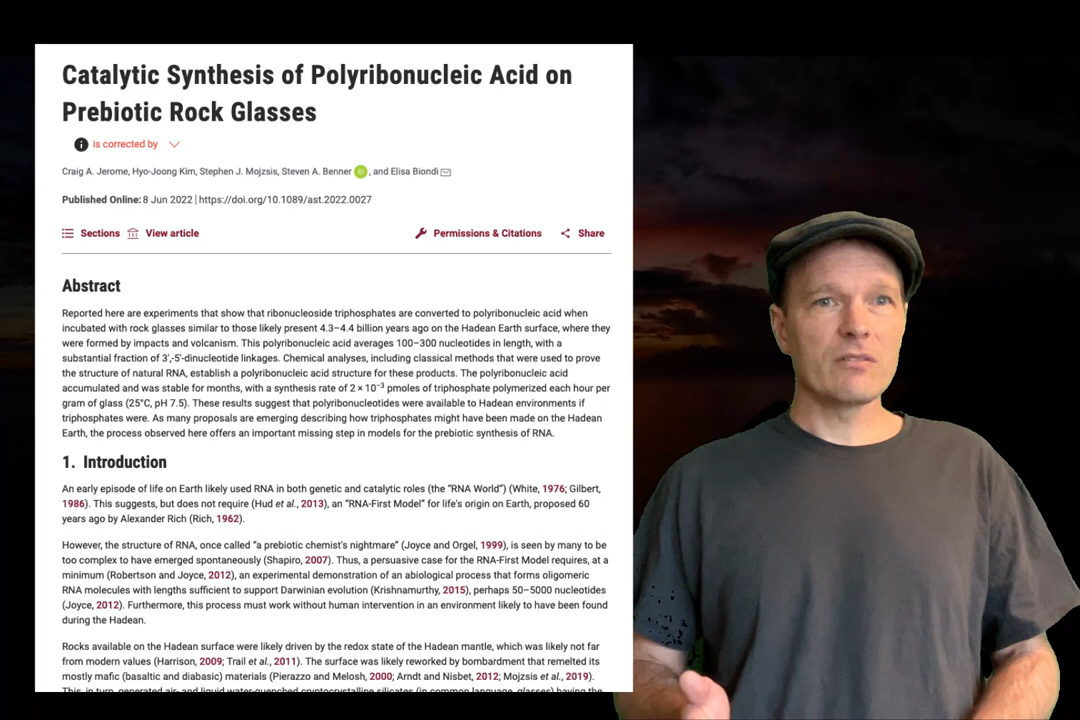 Catalytic Synthesis of Polyribonucleic Acid on
Prebiotic Rock Glasses
is corrected by
Craig A. Jerome, Hyo-Joong Kim, Stephen J. Mojzsis, Steven A. Benner iD, and Elisa Biondi
Published Online: 8 Jun 2022 | https://doi.org/10.1089/ast.2022.0027
Sections View article Permissions & Citations Share
Abstract
Reported here are experiments that show that ribonucleoside triphosphates are converted to polyribonucleic acid when
incubated with rock glasses similar to those likely present 4.3–4.4 billion years ago on the Hadean Earth surface, where they
were formed by impacts and volcanism. This polyribonucleic acid averages 100–300 nucleotides in length, with a
substantial fraction of 3′,-5′-dinucleotide linkages. Chemical analyses, including classical methods that were used to prove
the structure of natural RNA, establish a polyribonucleic acid structure for these products. The polyribonucleic acid
accumulated and was stable for months, with a synthesis rate of 2 × 10⁻³ pmoles of triphosphate polymerized each hour per
gram of glass (25°C, pH 7.5). These results suggest that polyribonucleotides were available to Hadean environments if
triphosphates were. As many proposals are emerging describing how triphosphates might have been made on the Hadean
Earth, the process observed here offers an important missing step in models for the prebiotic synthesis of RNA.
1. Introduction
An early episode of life on Earth likely used RNA in both genetic and catalytic roles (the “RNA World”) (White, 1976; Gilbert,
1986). This suggests, but does not require (Hud et al., 2013), an “RNA-First Model” for life's origin on Earth, proposed 60
years ago by Alexander Rich (Rich, 1962).
However, the structure of RNA, once called “a prebiotic chemist's nightmare” (Joyce and Orgel, 1999), is seen by many to be
too complex to have emerged spontaneously (Shapiro, 2007). Thus, a persuasive case for the RNA-First Model requires, at a
minimum (Robertson and Joyce, 2012), an experimental demonstration of an abiological process that forms oligomeric
RNA molecules with lengths sufficient to support Darwinian evolution (Krishnamurthy, 2015), perhaps 50–5000 nucleotides
(Joyce, 2012). Furthermore, this process must work without human intervention in an environment likely to have been found
during the Hadean.
Rocks available on the Hadean surface were likely driven by the redox state of the Hadean mantle, which was likely not far
from modern values (Harrison, 2009; Trail et al., 2011). The surface was likely reworked by bombardment that remelted its
mostly mafic (basaltic and diabasic) materials (Pierazzo and Melosh, 2000; Arndt and Nisbet, 2012; Mojzsis et al., 2019).
This, in turn, generated air- and liquid water-quenched cryptocrystalline silicates (in common language, glasses) having the